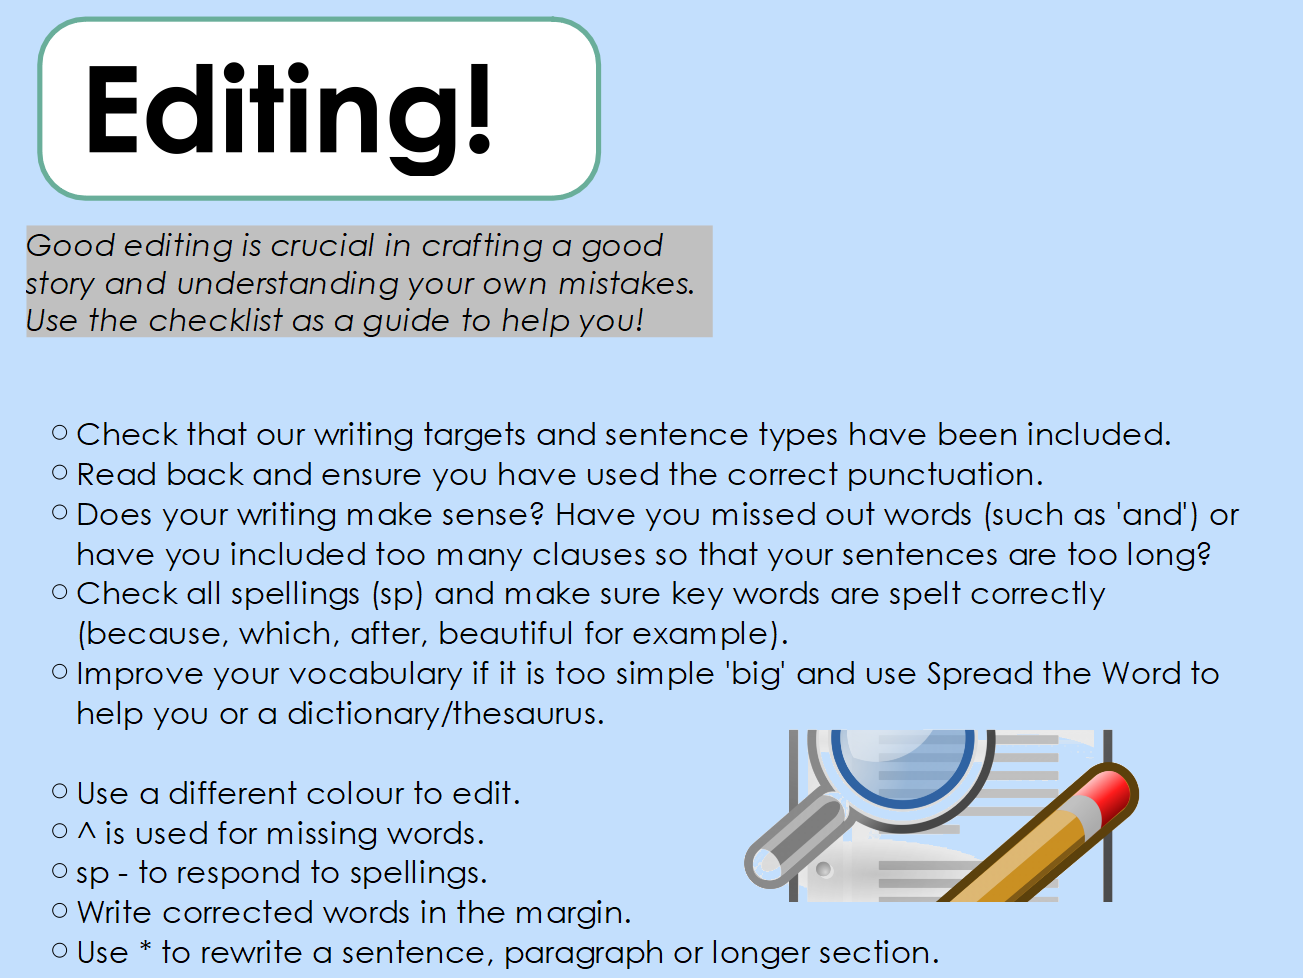 Editing!
Good editing is crucial in crafting a good
story and understanding your own mistakes.
Use the checklist as a guide to help you!
○ Check that our writing targets and sentence types have been included.
○ Read back and ensure you have used the correct punctuation.
○ Does your writing make sense? Have you missed out words (such as 'and') or
have you included too many clauses so that your sentences are too long?
○ Check all spellings (sp) and make sure key words are spelt correctly
(because, which, after, beautiful for example).
○ Improve your vocabulary if it is too simple 'big' and use Spread the Word to
help you or a dictionary/thesaurus.
○ Use a different colour to edit.
○ ^ is used for missing words.
○ sp - to respond to spellings.
○ Write corrected words in the margin.
○ Use * to rewrite a sentence, paragraph or longer section.